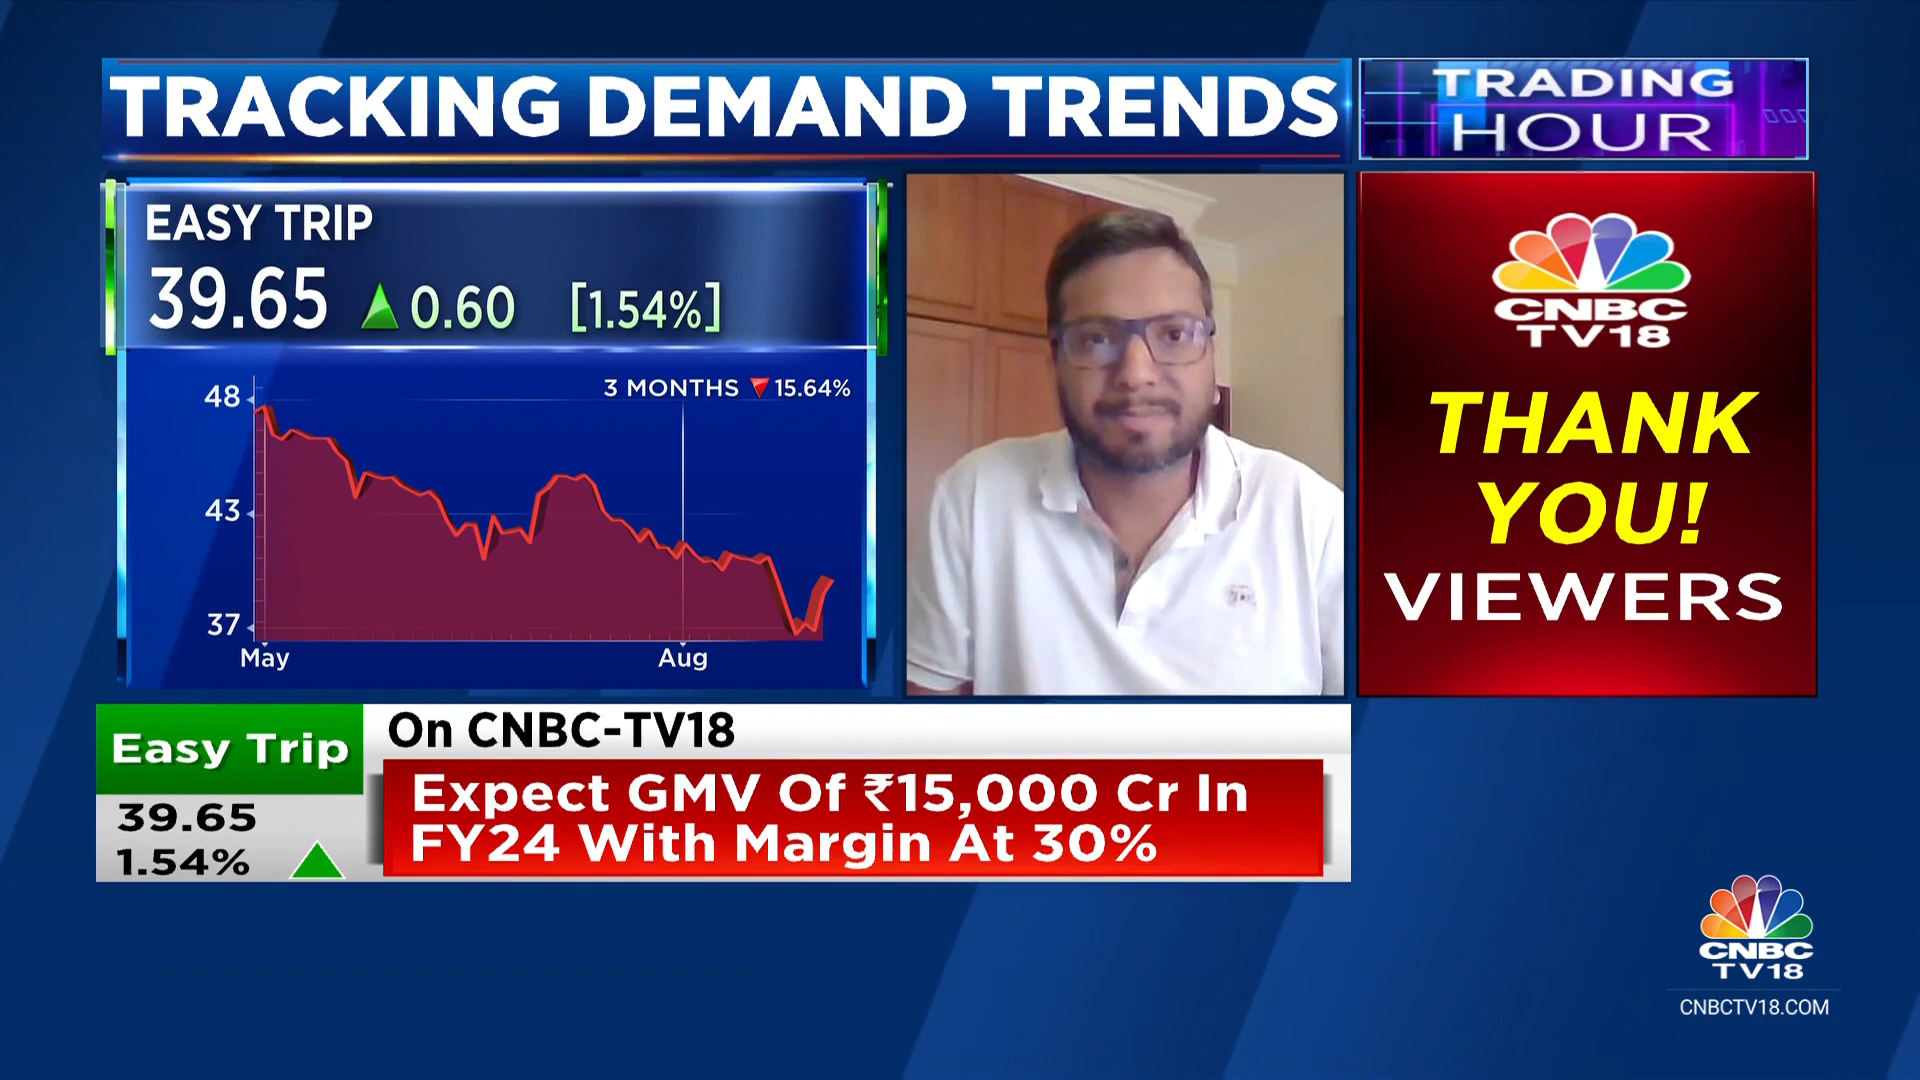 TRACKING DEMAND TRENDS
TRADING
HOUR
EASY TRIP
39.65 ▲ 0.60 [1.54%]
3 MONTHS ▼ 15.64%
48
43
37
May Aug
CNBC
TV18
THANK
YOU!
VIEWERS
Easy Trip
39.65
1.54%
On CNBC-TV18
Expect GMV Of ₹15,000 Cr In
FY24 With Margin At 30%
CNBC
TV18
CNBCTV18.COM